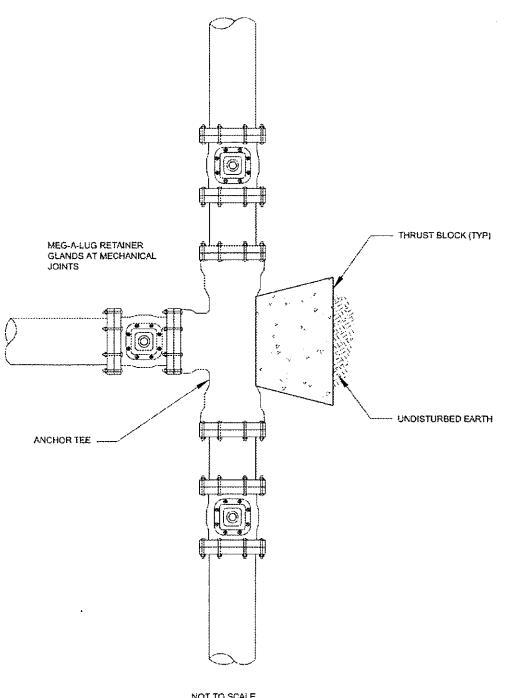 MEG-A-LUG RETAINER
GLANDS AT MECHANICAL
JOINTS
THRUST BLOCK (TYP)
UNDISTURBED EARTH
ANCHOR TEE
NOT TO SCALE